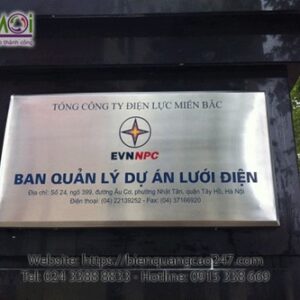 TỔNG CÔNG TY ĐIỆN LỰC MIỀN BẮC
EVNNPC
BAN QUẢN LÝ DỰ ÁN LƯỚI ĐIỆN
Địa chỉ: Số 24, ngõ 399, đường Âu Cơ, phường Nhật Tân, quận Tây Hồ, Hà Nội
Điện thoại: (04) 22139252 - Fax: (04) 37166920
Website: https://bienquangcao247.com
Tel: 024 3388 8833 - Hotline: 0915 338 669